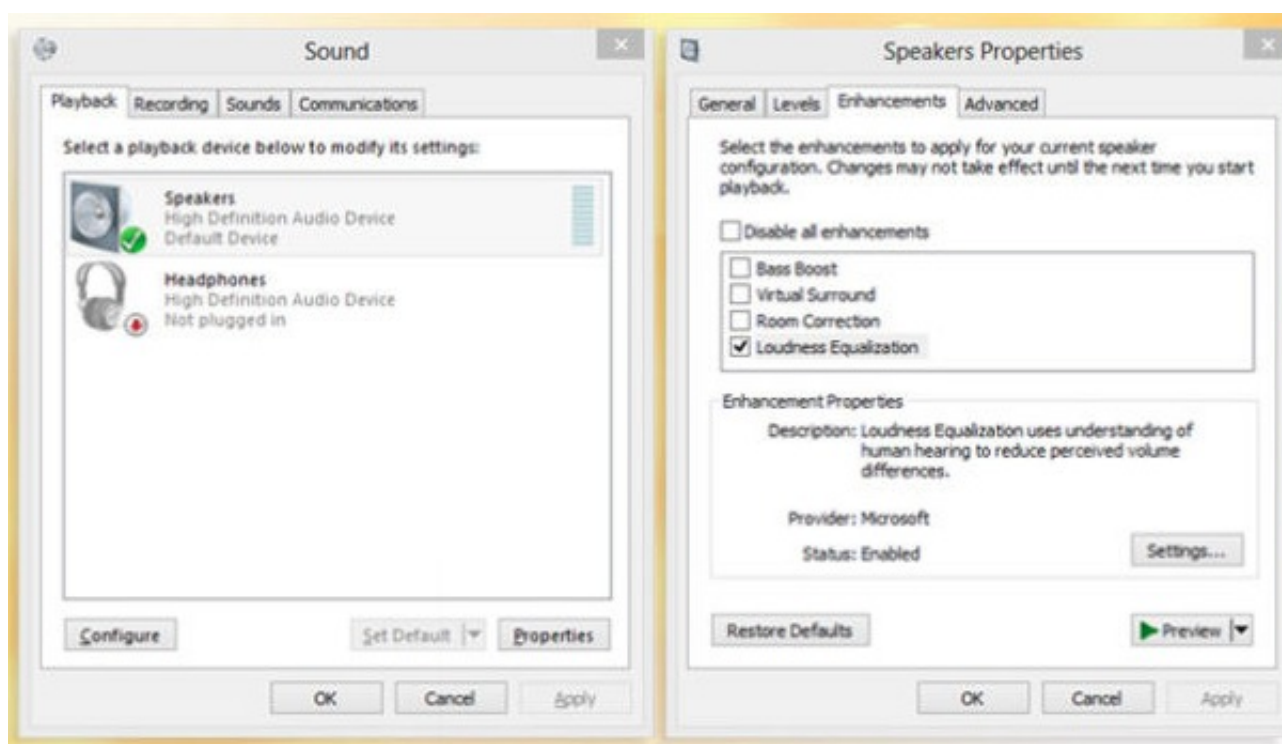 Sound
Playback Recording Sounds Communications
Select a playback device below to modify its settings:
Speakers
High Definition Audio Device
Default Device
Headphones
High Definition Audio Device
Not plugged in
Configure Set Default Properties
OK Cancel Apply
Speakers Properties
General Levels Enhancements Advanced
Select the enhancements to apply for your current speaker
configuration. Changes may not take effect until the next time you start
playback.
Disable all enhancements
Bass Boost
Virtual Surround
Room Correction
Loudness Equalization
Enhancement Properties
Description: Loudness Equalization uses understanding of
human hearing to reduce perceived volume
differences.
Provider: Microsoft
Status: Enabled
Settings...
Restore Defaults Preview
OK Cancel Apply